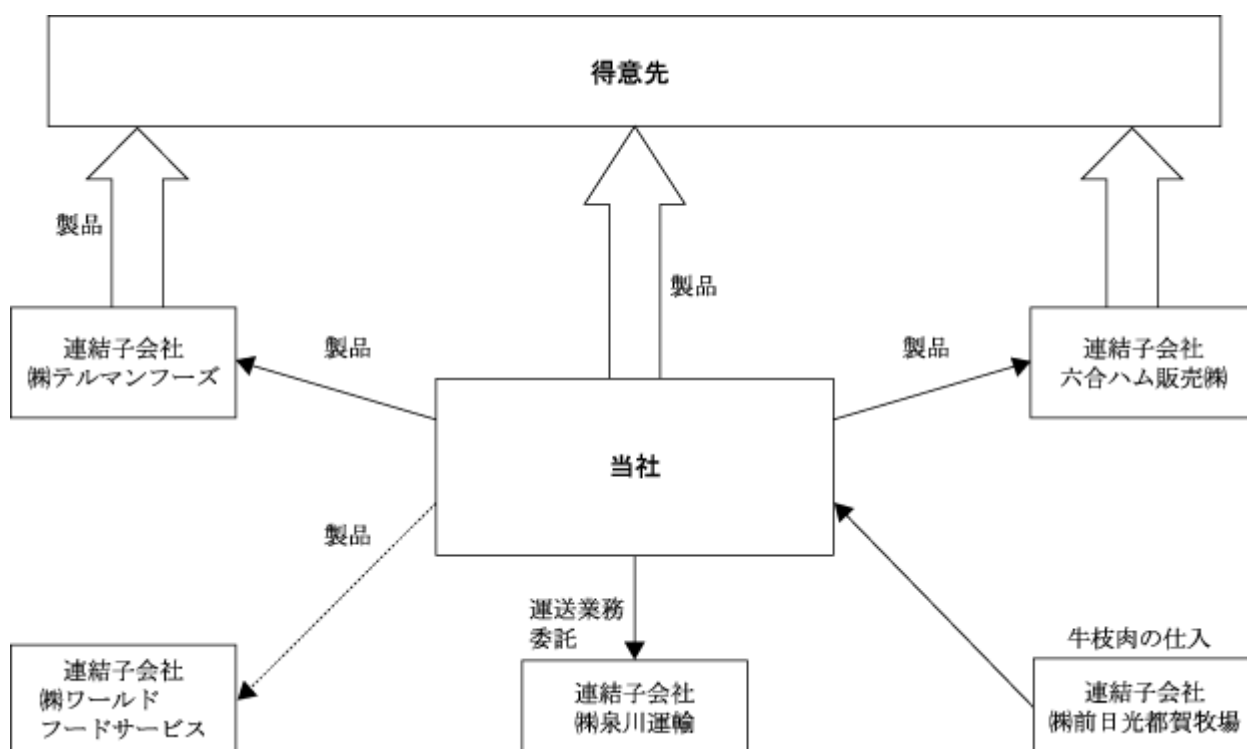 得意先
製品
製品
連結子会社
㈱テルマンフーズ
製品
製品
連結子会社
六合ハム販売㈱
当社
製品
運送業務
委託
牛枝肉の仕入
連結子会社
㈱ワールド
フードサービス
連結子会社
㈱泉川運輸
連結子会社
㈱前日光都賀牧場